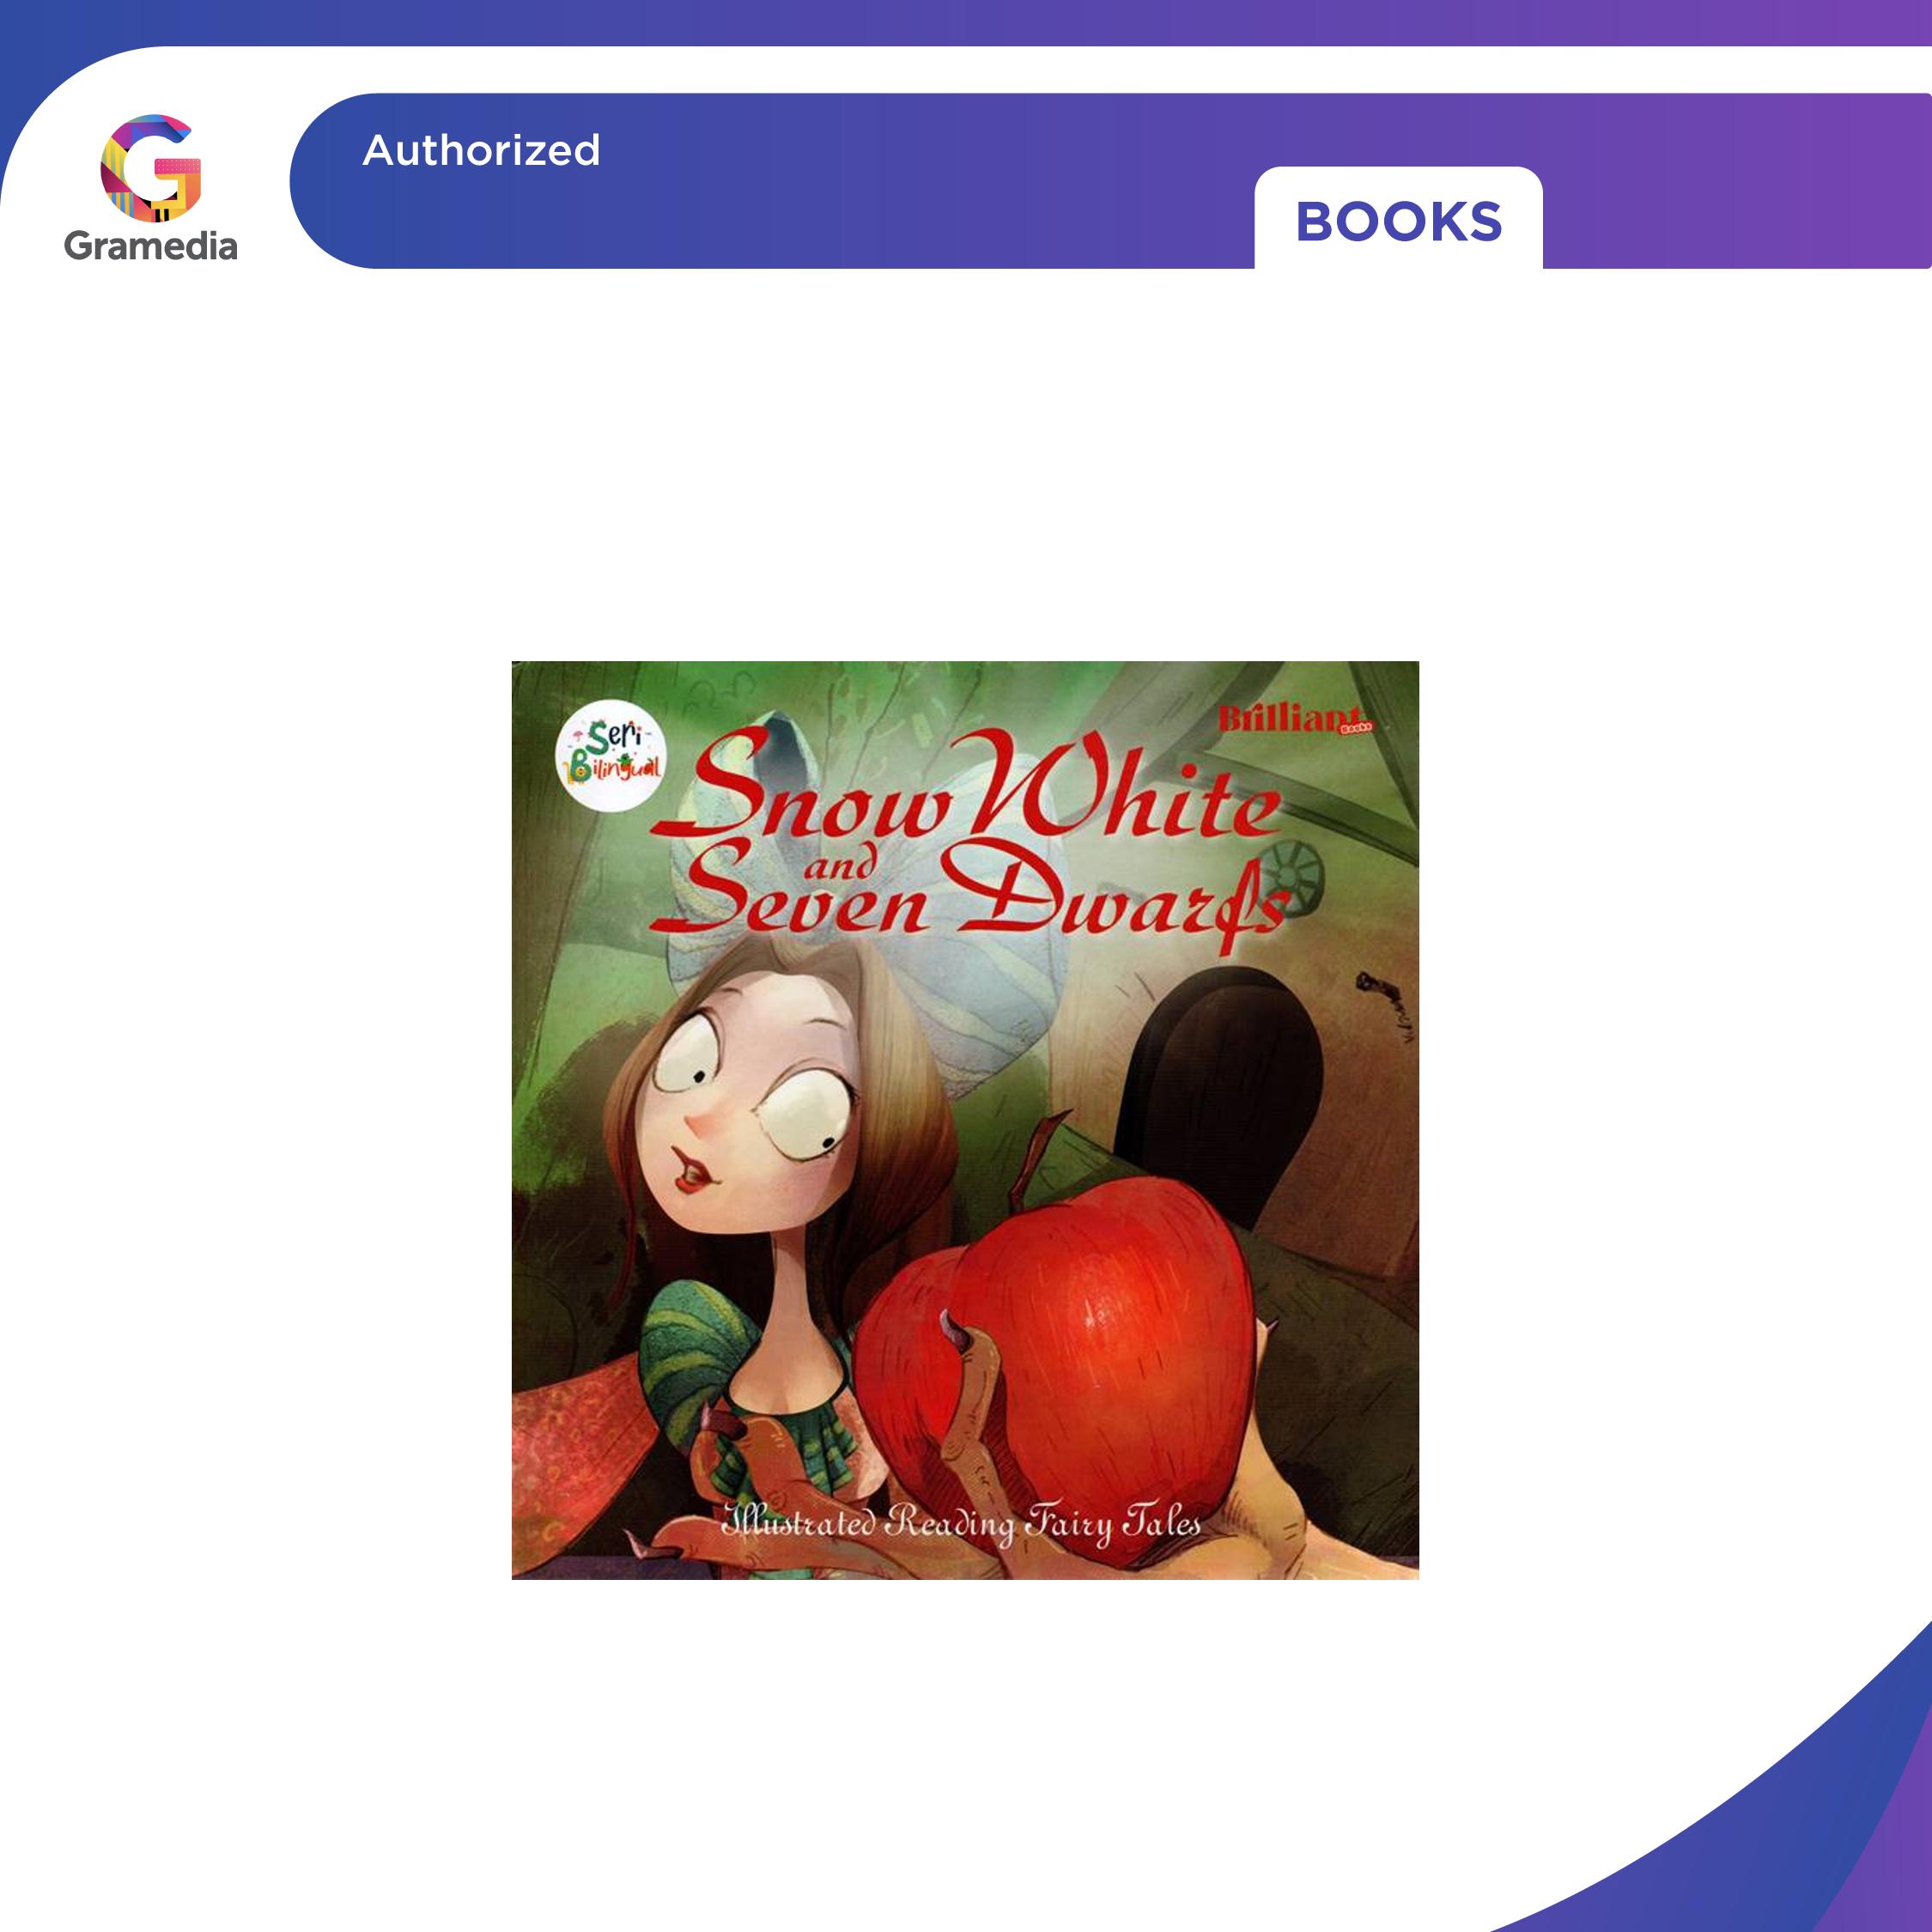 Authorized
Gramedia
BOOKS
Seri
Bilingual
Brilliant
Books
Snow White
and
Seven Dwarfs
Illustrated Reading Fairy Tales